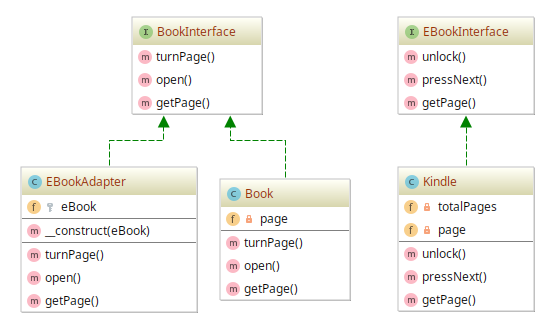 BookInterface
turnPage()
open()
getPage()
EBookInterface
unlock()
pressNext()
getPage()
EBookAdapter
eBook
__construct(eBook)
turnPage()
open()
getPage()
Book
page
turnPage()
open()
getPage()
Kindle
totalPages
page
unlock()
pressNext()
getPage()